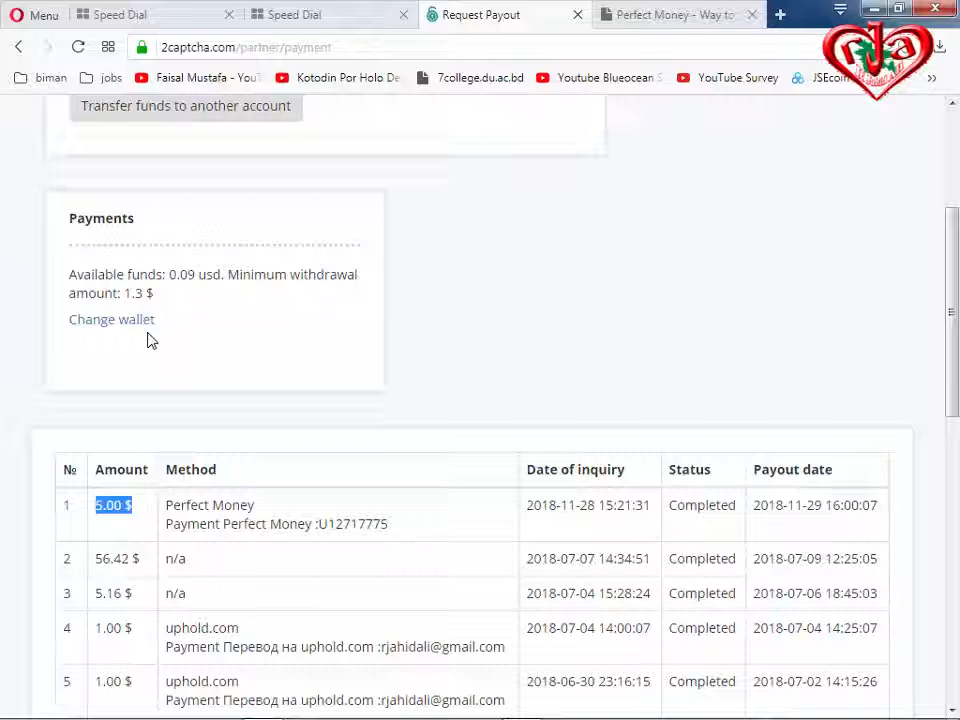 Menu
Speed Dial
Speed Dial
Request Payout
Perfect Money - Way to
2captcha.com/partner/payment
biman
jobs
Faisal Mustafa - You
Kotodin Por Holo De
7college.du.ac.bd
Youtube Blueocean S
YouTube Survey
JSEcoin
rja
Transfer funds to another account
Payments
Available funds: 0.09 usd. Minimum withdrawal
amount: 1.3 $
Change wallet
№ Amount Method Date of inquiry Status Payout date
1 5.00 $ Perfect Money 2018-11-28 15:21:31 Completed 2018-11-29 16:00:07
Payment Perfect Money :U12717775
2 56.42 $ n/a 2018-07-07 14:34:51 Completed 2018-07-09 12:25:05
3 5.16 $ n/a 2018-07-04 15:28:24 Completed 2018-07-06 18:45:03
4 1.00 $ uphold.com 2018-07-04 14:00:07 Completed 2018-07-04 14:25:07
Payment Перевод на uphold.com :rjahidali@gmail.com
5 1.00 $ uphold.com 2018-06-30 23:16:15 Completed 2018-07-02 14:15:26
Payment Перевод на uphold.com :rjahidali@gmail.com